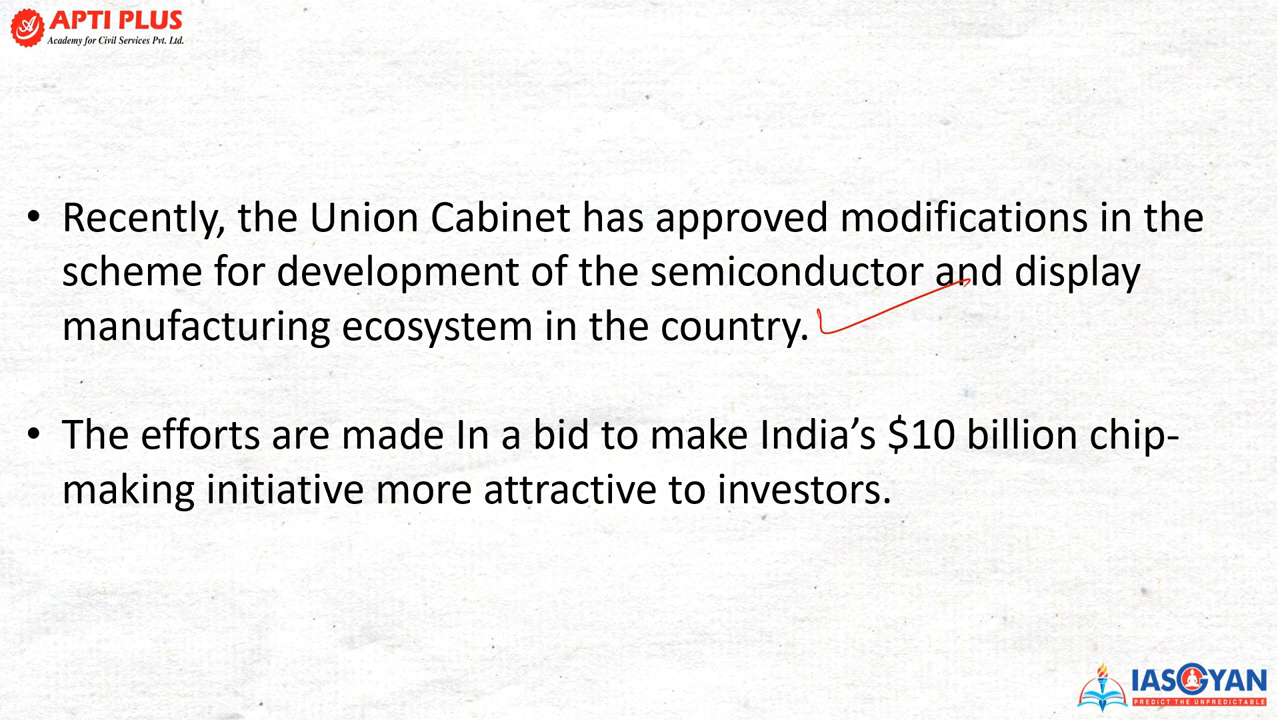 APTI PLUS
Academy for Civil Services Pvt. Ltd.
• Recently, the Union Cabinet has approved modifications in the
scheme for development of the semiconductor and display
manufacturing ecosystem in the country.
• The efforts are made In a bid to make India’s $10 billion chip-
making initiative more attractive to investors.
IASGYAN
PREDICT THE UNPREDICTABLE